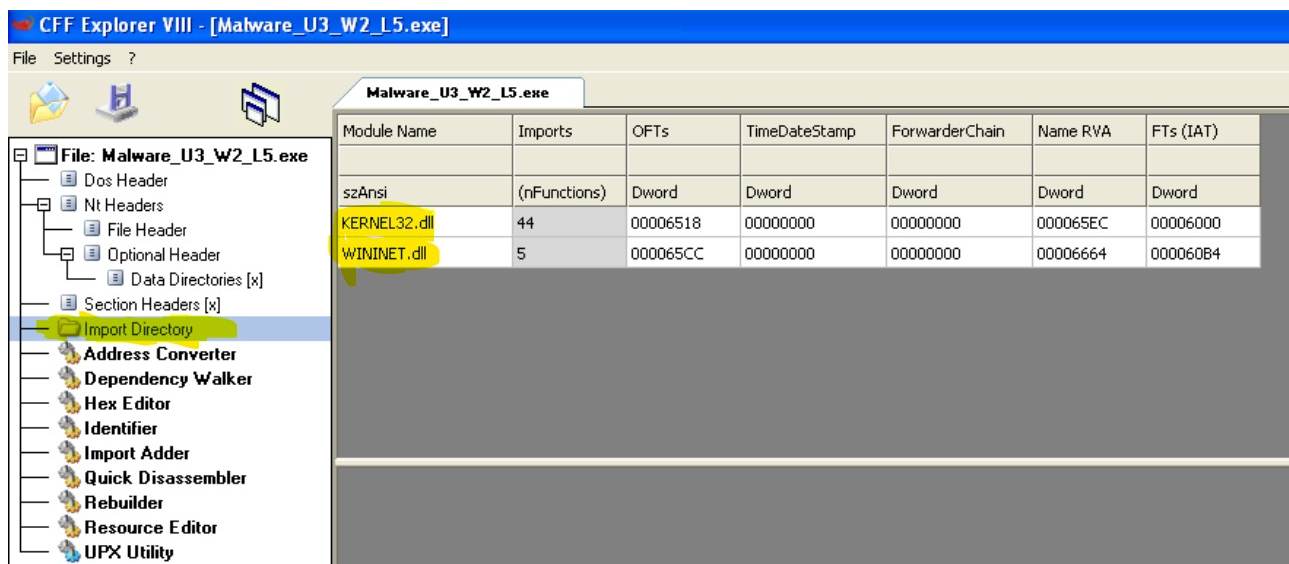 CFF Explorer VIII - [Malware_U3_W2_L5.exe]
File Settings ?
Malware_U3_W2_L5.exe
File: Malware_U3_W2_L5.exe
Dos Header
Nt Headers
File Header
Optional Header
Data Directories [x]
Section Headers [x]
Import Directory
Address Converter
Dependency Walker
Hex Editor
Identifier
Import Adder
Quick Disassembler
Rebuilder
Resource Editor
UPX Utility
Module Name Imports OFTs TimeDateStamp ForwarderChain Name RVA FTs (IAT)
szAnsi (nFunctions) Dword Dword Dword Dword Dword
KERNEL32.dll 44 00006518 00000000 00000000 000065EC 00006000
WININET.dll 5 000065CC 00000000 00000000 00006664 000060B4